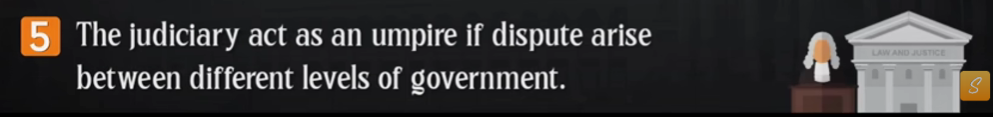 5 The judiciary act as an umpire if dispute arise
between different levels of government.
LAW AND JUSTICE
S